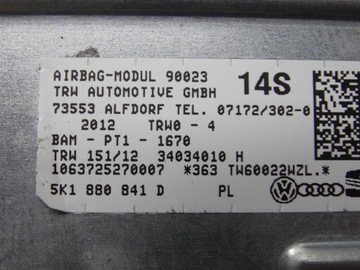 AIRBAG-MODUL 90023
14S
TRW AUTOMOTIVE GMBH
73553 ALFDORF TEL. 07172/302-0
2012 TRW0 - 4
BAM - PT1 - 1670
TRW 151/12 34034010 H
1063725270007 *363 TW60022WZL.*
5K1 880 841 D PL